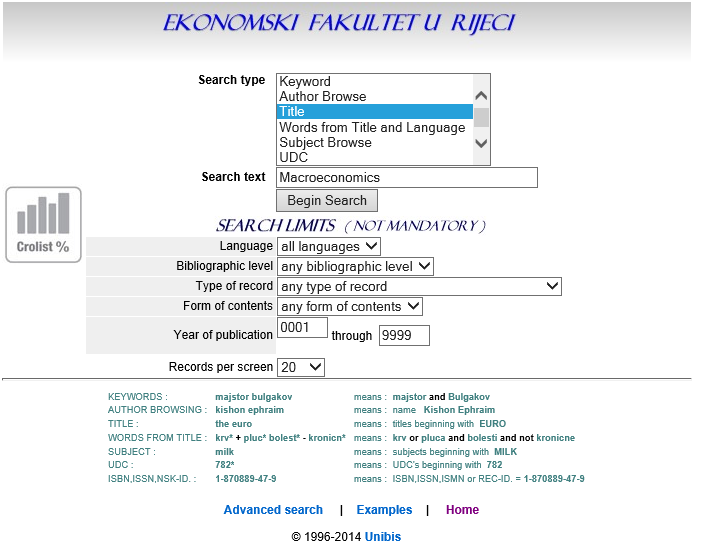 EKONOMSKI FAKULTET U RIJECI
Search type
Keyword
Author Browse
Title
Words from Title and Language
Subject Browse
UDC
Search text Macroeconomics
Begin Search
SEARCH LIMITS ( NOT MANDATORY )
Crolist %
Language all languages
Bibliographic level any bibliographic level
Type of record any type of record
Form of contents any form of contents
Year of publication 0001 through 9999
Records per screen 20
KEYWORDS : majstor bulgakov means : majstor and Bulgakov
AUTHOR BROWSING : kishon ephraim means : name Kishon Ephraim
TITLE : the euro means : titles beginning with EURO
WORDS FROM TITLE : krv* + pluc* bolest* - kronicn* means : krv or pluca and bolesti and not kronicne
SUBJECT : milk means : subjects beginning with MILK
UDC : 782* means : UDC's beginning with 782
ISBN,ISSN,NSK-ID. : 1-870889-47-9 means : ISBN,ISSN,ISMN or REC-ID. = 1-870889-47-9
Advanced search | Examples | Home
© 1996-2014 Unibis